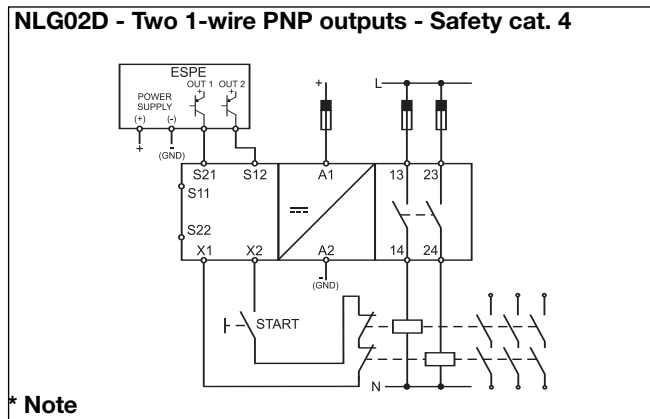 NLG02D - Two 1-wire PNP outputs - Safety cat. 4
ESPE
OUT 1 OUT 2
POWER
SUPPLY
(+) (-)
+ -
(GND)
+
L
S21 S12 A1 13 23
S11
S22
X1 X2 A2 14 24
-
(GND)
START
N
* Note